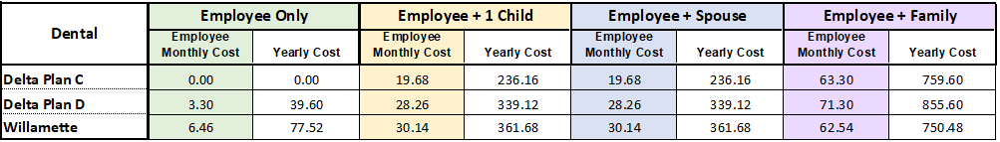 Dental Employee Only Employee + 1 Child Employee + Spouse Employee + Family
Employee Monthly Cost Yearly Cost Employee Monthly Cost Yearly Cost Employee Monthly Cost Yearly Cost Employee Monthly Cost Yearly Cost
Delta Plan C 0.00 0.00 19.68 236.16 19.68 236.16 63.30 759.60
Delta Plan D 3.30 39.60 28.26 339.12 28.26 339.12 71.30 855.60
Willamette 6.46 77.52 30.14 361.68 30.14 361.68 62.54 750.48